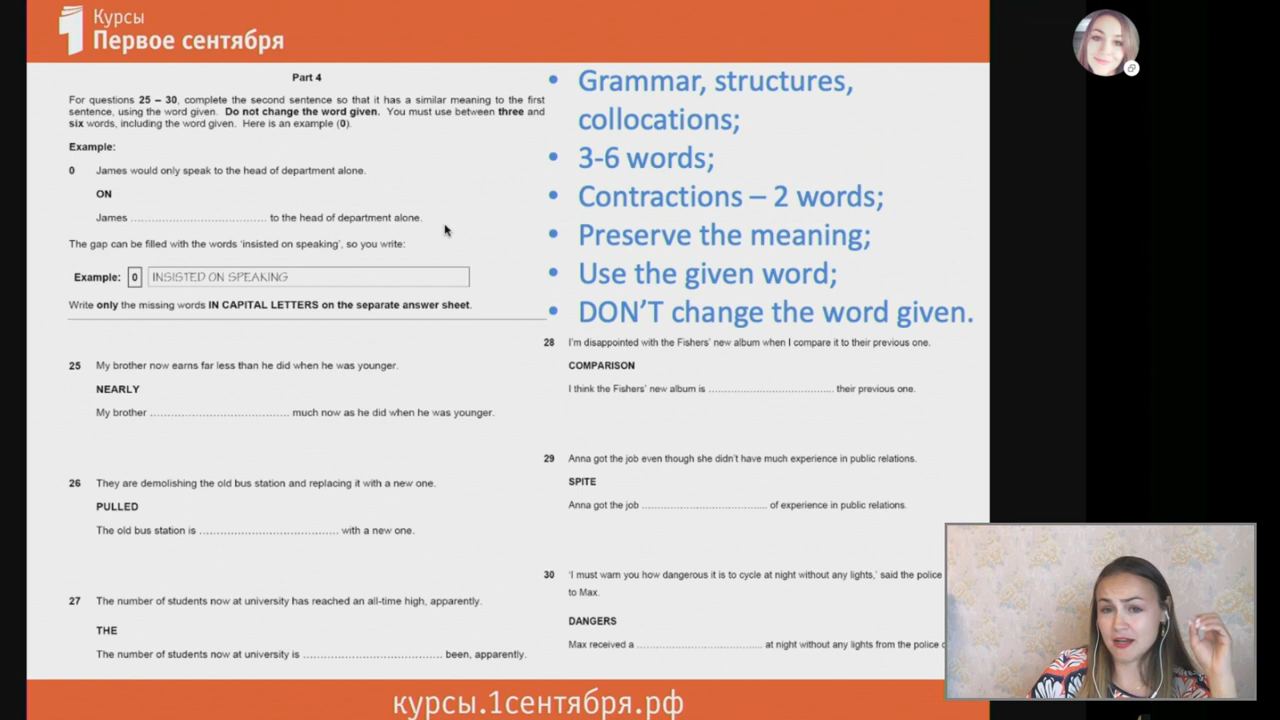 Курсы
Первое сентября
Part 4
For questions 25 – 30, complete the second sentence so that it has a similar meaning to the first
sentence, using the word given. Do not change the word given. You must use between three and
six words, including the word given. Here is an example (0).
Example:
0 James would only speak to the head of department alone.
ON
James ........................................ to the head of department alone.
The gap can be filled with the words ‘insisted on speaking’, so you write:
Example: 0 INSISTED ON SPEAKING
Write only the missing words IN CAPITAL LETTERS on the separate answer sheet.
25 My brother now earns far less than he did when he was younger.
NEARLY
My brother ........................................ much now as he did when he was younger.
26 They are demolishing the old bus station and replacing it with a new one.
PULLED
The old bus station is ........................................ with a new one.
27 The number of students now at university has reached an all-time high, apparently.
THE
The number of students now at university is ........................................ been, apparently.
• Grammar, structures,
collocations;
• 3-6 words;
• Contractions – 2 words;
• Preserve the meaning;
• Use the given word;
• DON’T change the word given.
28 I’m disappointed with the Fishers’ new album when I compare it to their previous one.
COMPARISON
I think the Fishers’ new album is ........................................ their previous one.
29 Anna got the job even though she didn’t have much experience in public relations.
SPITE
Anna got the job ........................................ of experience in public relations.
30 ‘I must warn you how dangerous it is to cycle at night without any lights,’ said the police
to Max.
DANGERS
Max received a ........................................ at night without any lights from the police
курсы.1сентября.рф